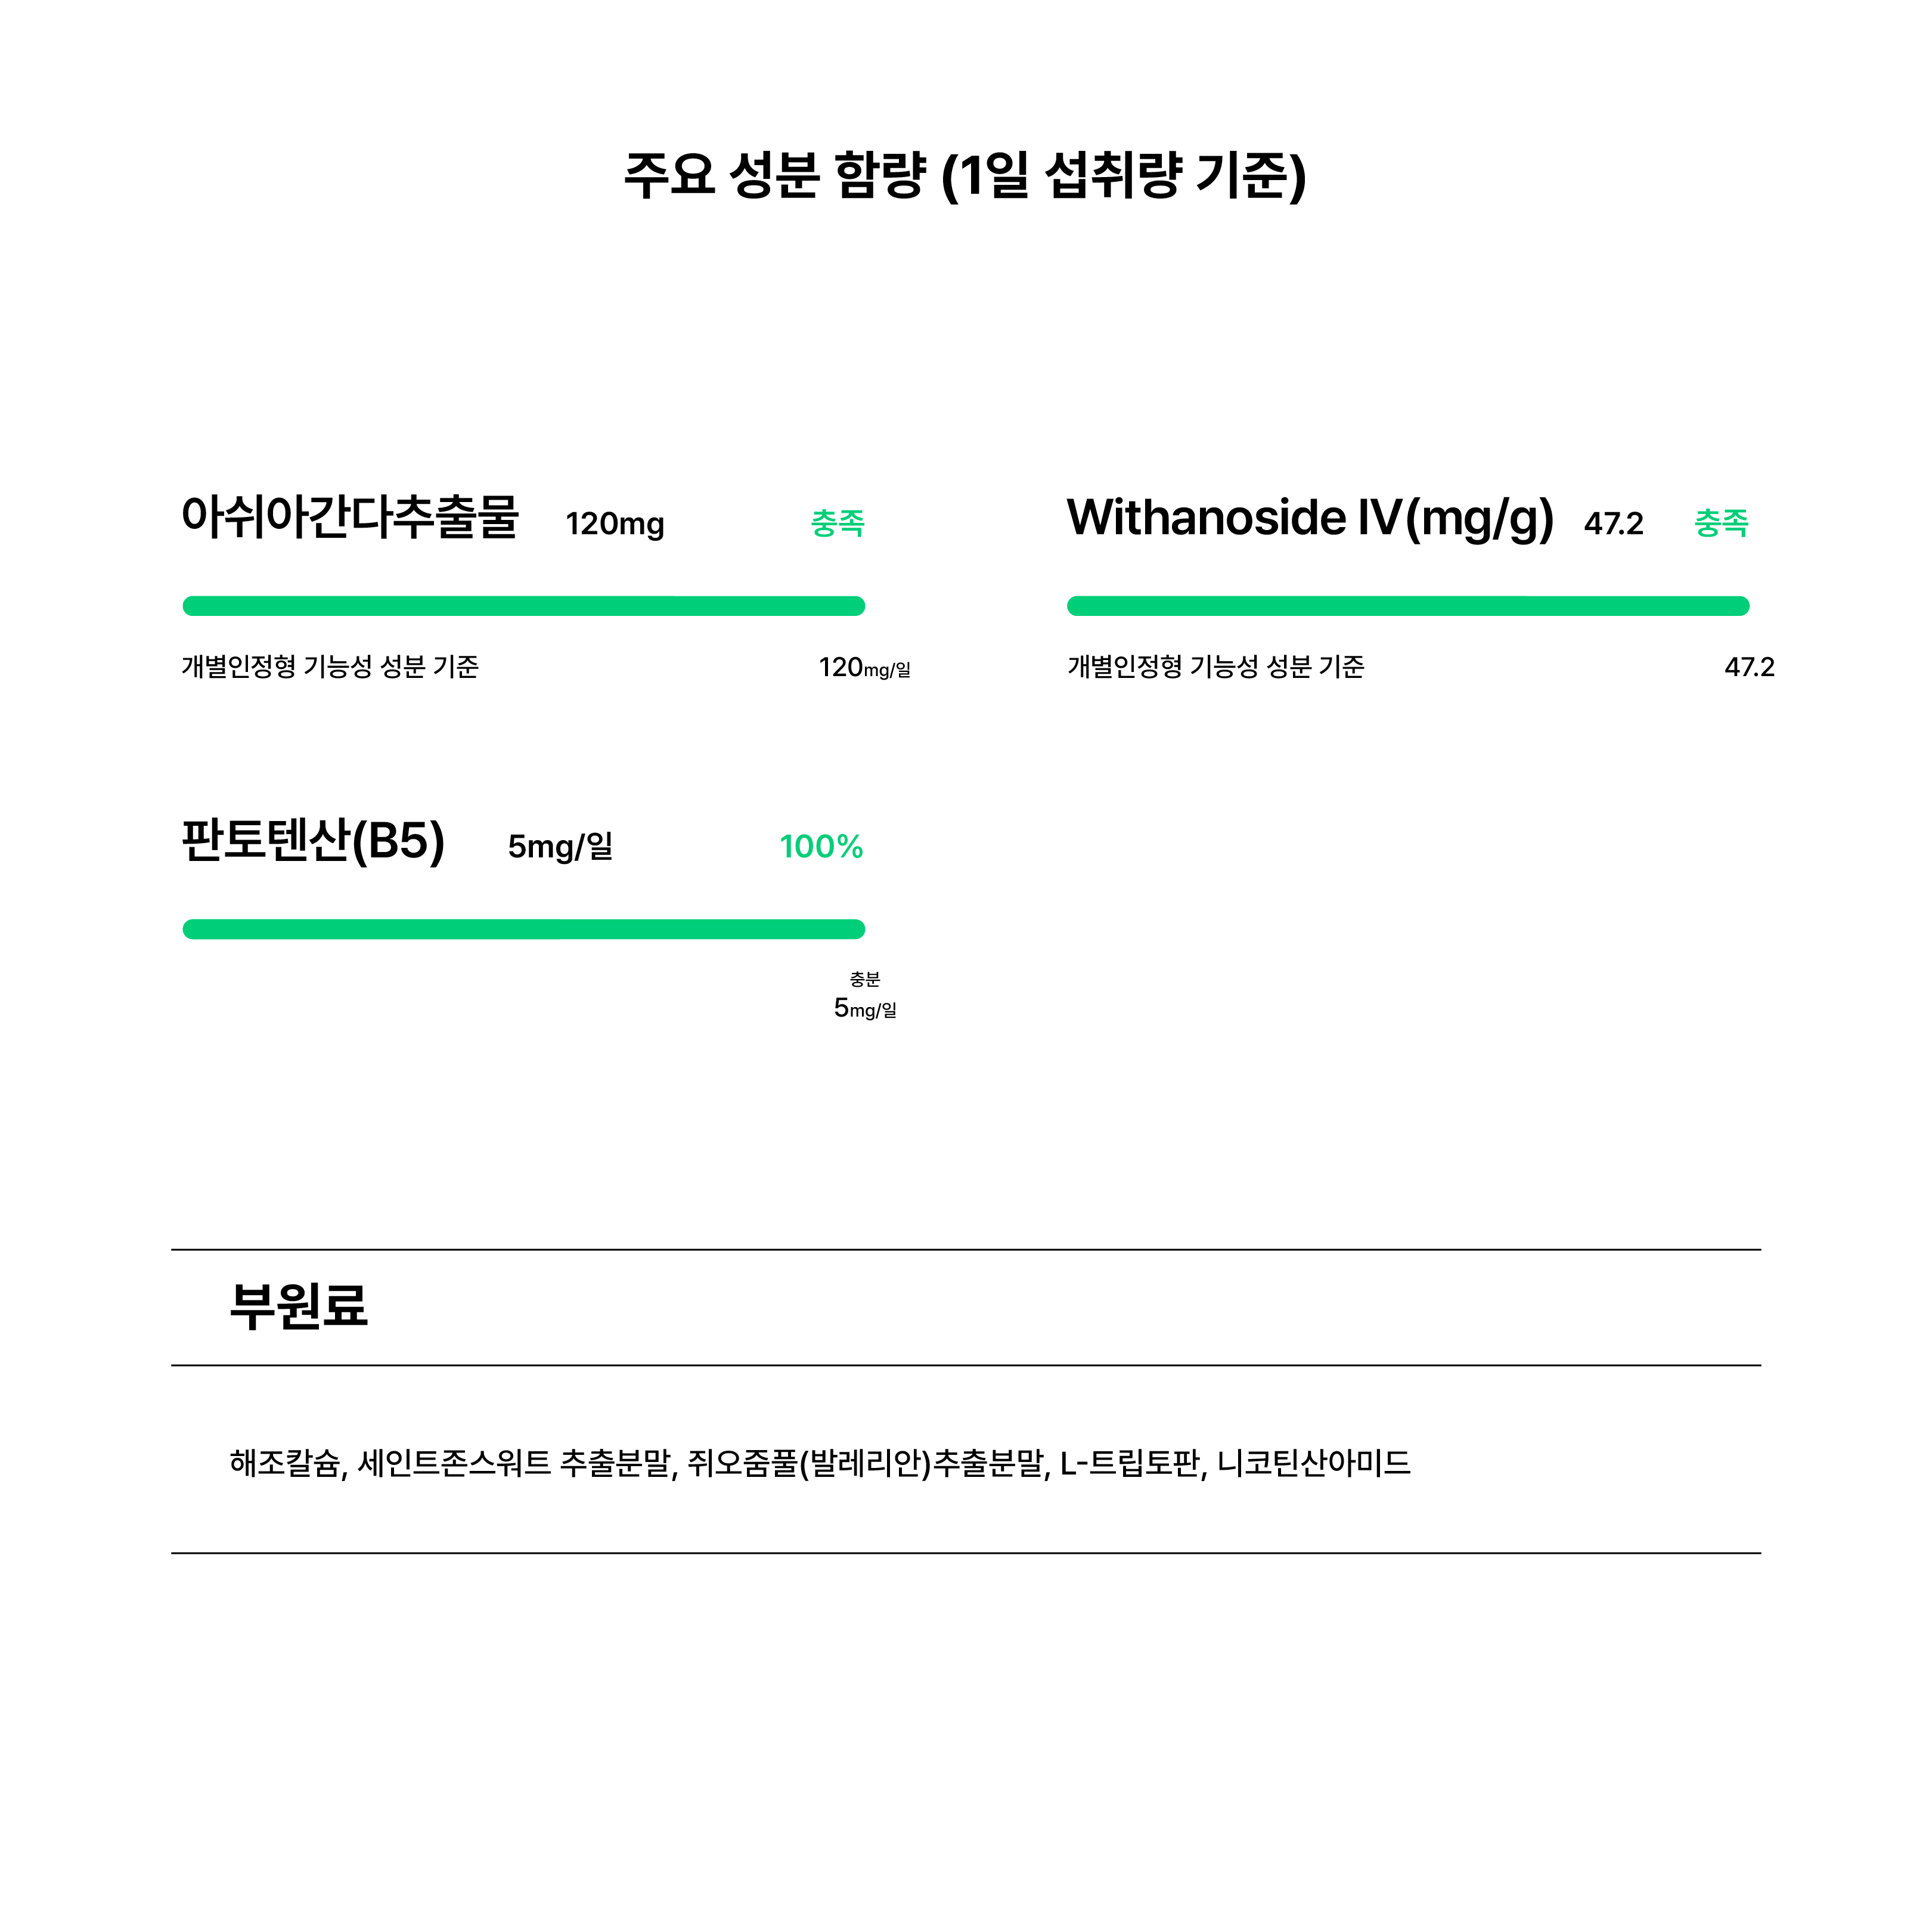 주요 성분 함량 (1일 섭취량 기준)
아쉬아간다추출물 120mg 충족
개별인정형 기능성 성분 기준 120mg/일
Withanoside IV(mg/g) 47.2 충족
개별인정형 기능성 성분 기준 47.2
판토텐산(B5) 5mg/일 100%
충분
5mg/일
부원료
해조칼슘, 세인트존스워트 추출분말, 쥐오줌풀(발레리안)추출분말, L-트립토판, 니코틴산아미드